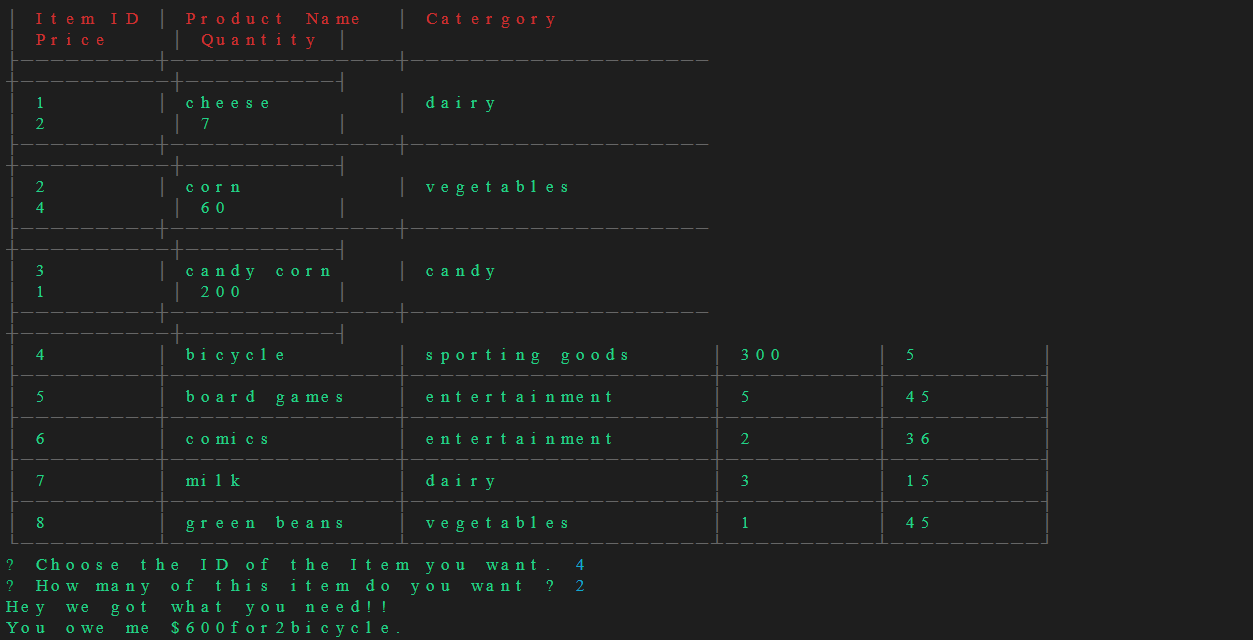 Item ID Product Name Catergory
Price Quantity
1 cheese dairy
2 7
2 corn vegetables
4 60
3 candy corn candy
1 200
4 bicycle sporting goods 300 5
5 board games entertainment 5 45
6 comics entertainment 2 36
7 milk dairy 3 15
8 green beans vegetables 1 45
? Choose the ID of the Item you want. 4
? How many of this item do you want ? 2
Hey we got what you need!!
You owe me $600for2bicycle.